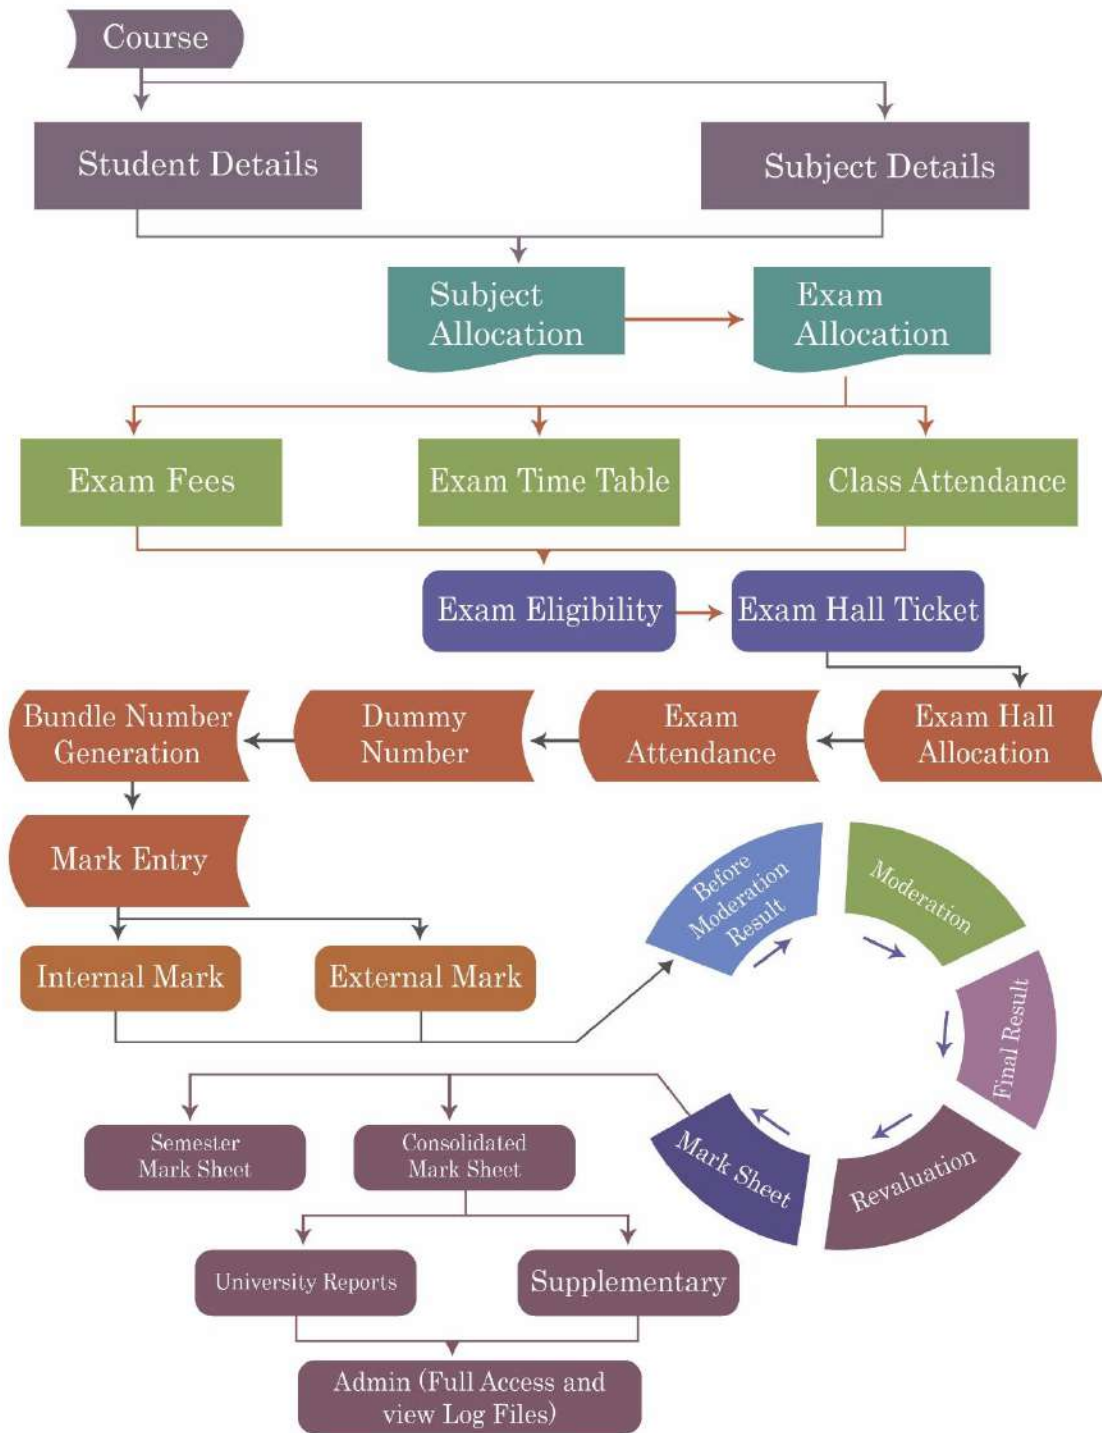 Course
Student Details
Subject Details
Subject
Allocation
Exam
Allocation
Exam Fees
Exam Time Table
Class Attendance
Exam Eligibility
Exam Hall Ticket
Bundle Number
Generation
Dummy
Number
Exam
Attendance
Exam Hall
Allocation
Mark Entry
Internal Mark
External Mark
Before
Moderation
Result
Moderation
Final Result
Revaluation
Mark Sheet
Semester
Mark Sheet
Consolidated
Mark Sheet
University Reports
Supplementary
Admin (Full Access and
view Log Files)